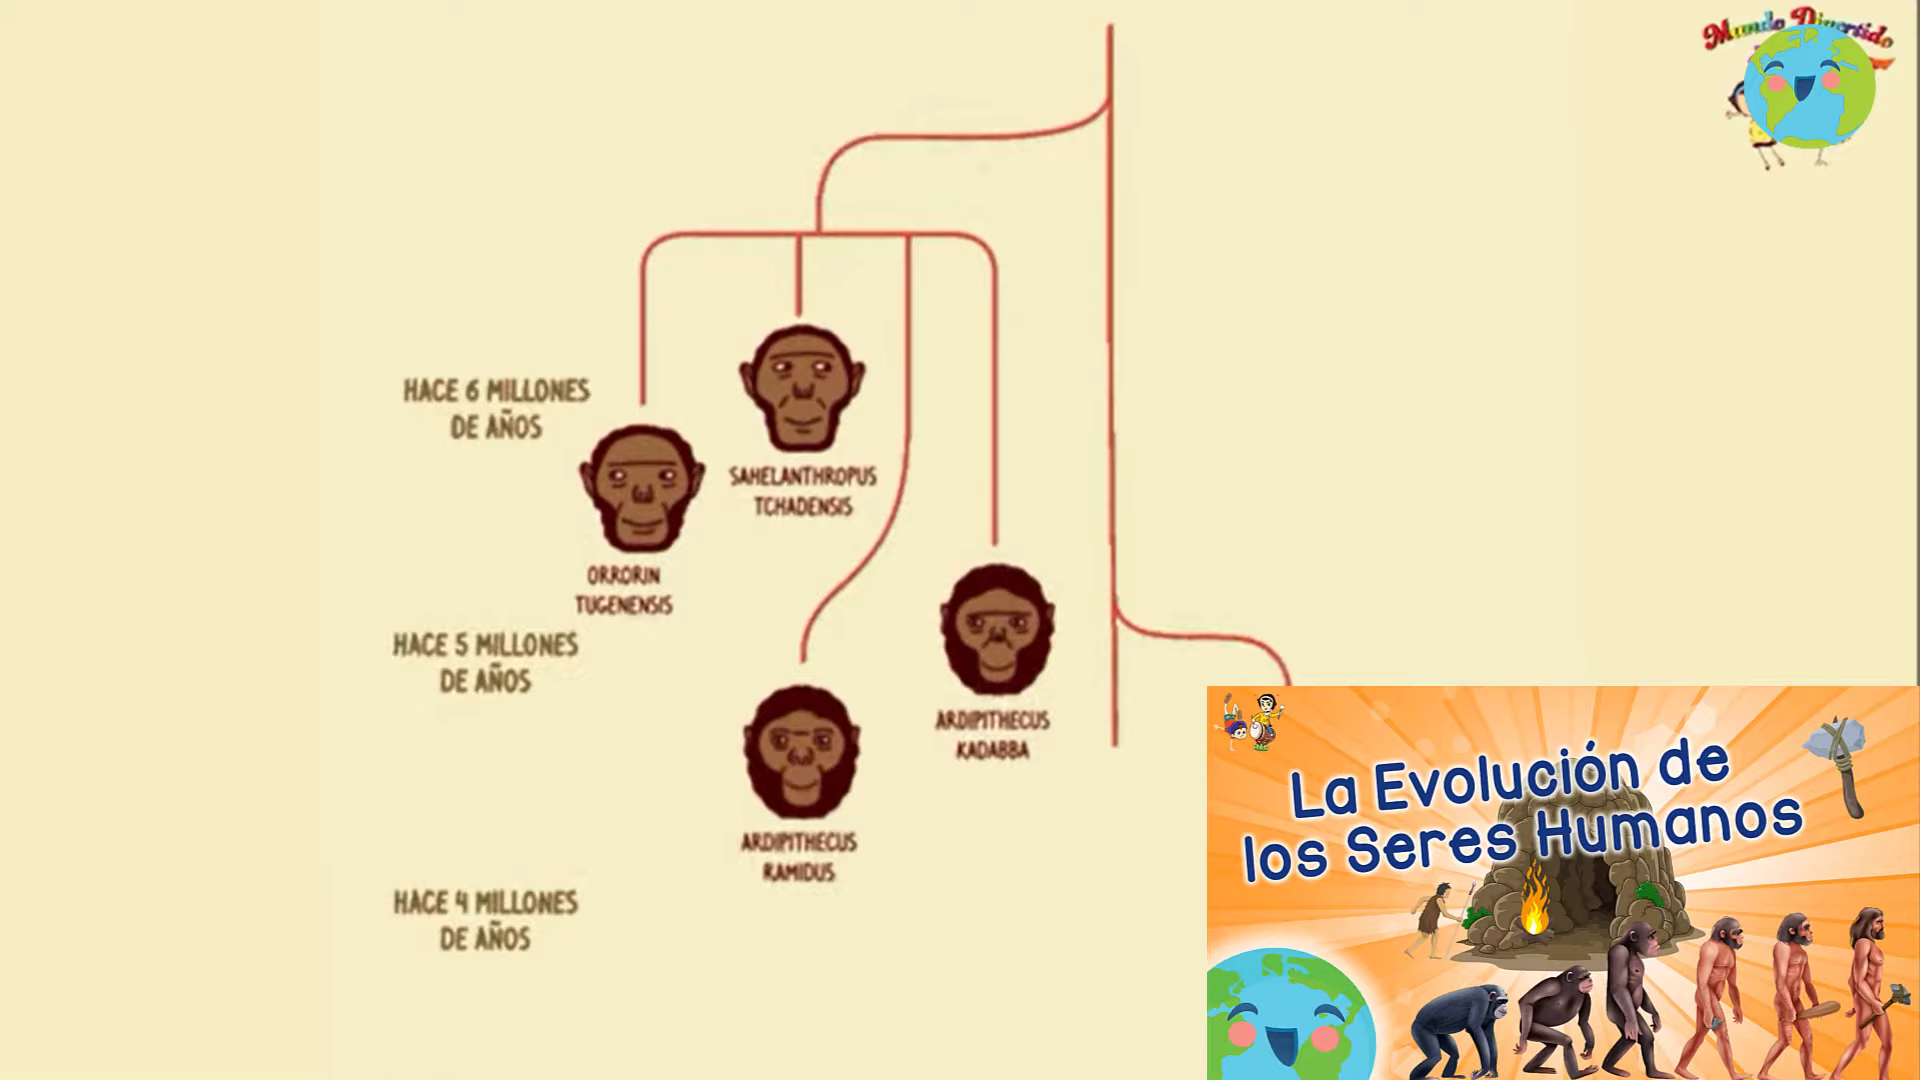 Mundo Divertido
HACE 6 MILLONES
DE AÑOS
SAHELANTHROPUS
TCHADENSIS
ORRORIN
TUGENENSIS
HACE 5 MILLONES
DE AÑOS
ARDIPITHECUS
KADABBA
ARDIPITHECUS
RAMIDUS
HACE 4 MILLONES
DE AÑOS
La Evolución de
los Seres Humanos